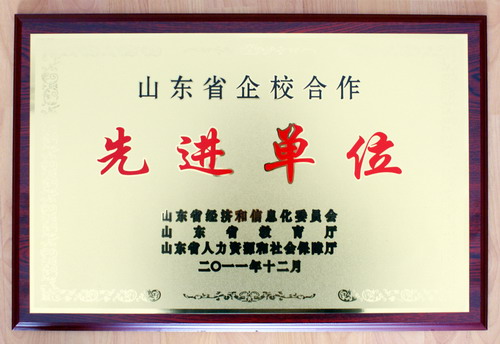 山东省企校合作
先进单位
山东省经济和信息化委员会
山东省教育厅
山东省人力资源和社会保障厅
二〇一一年十二月